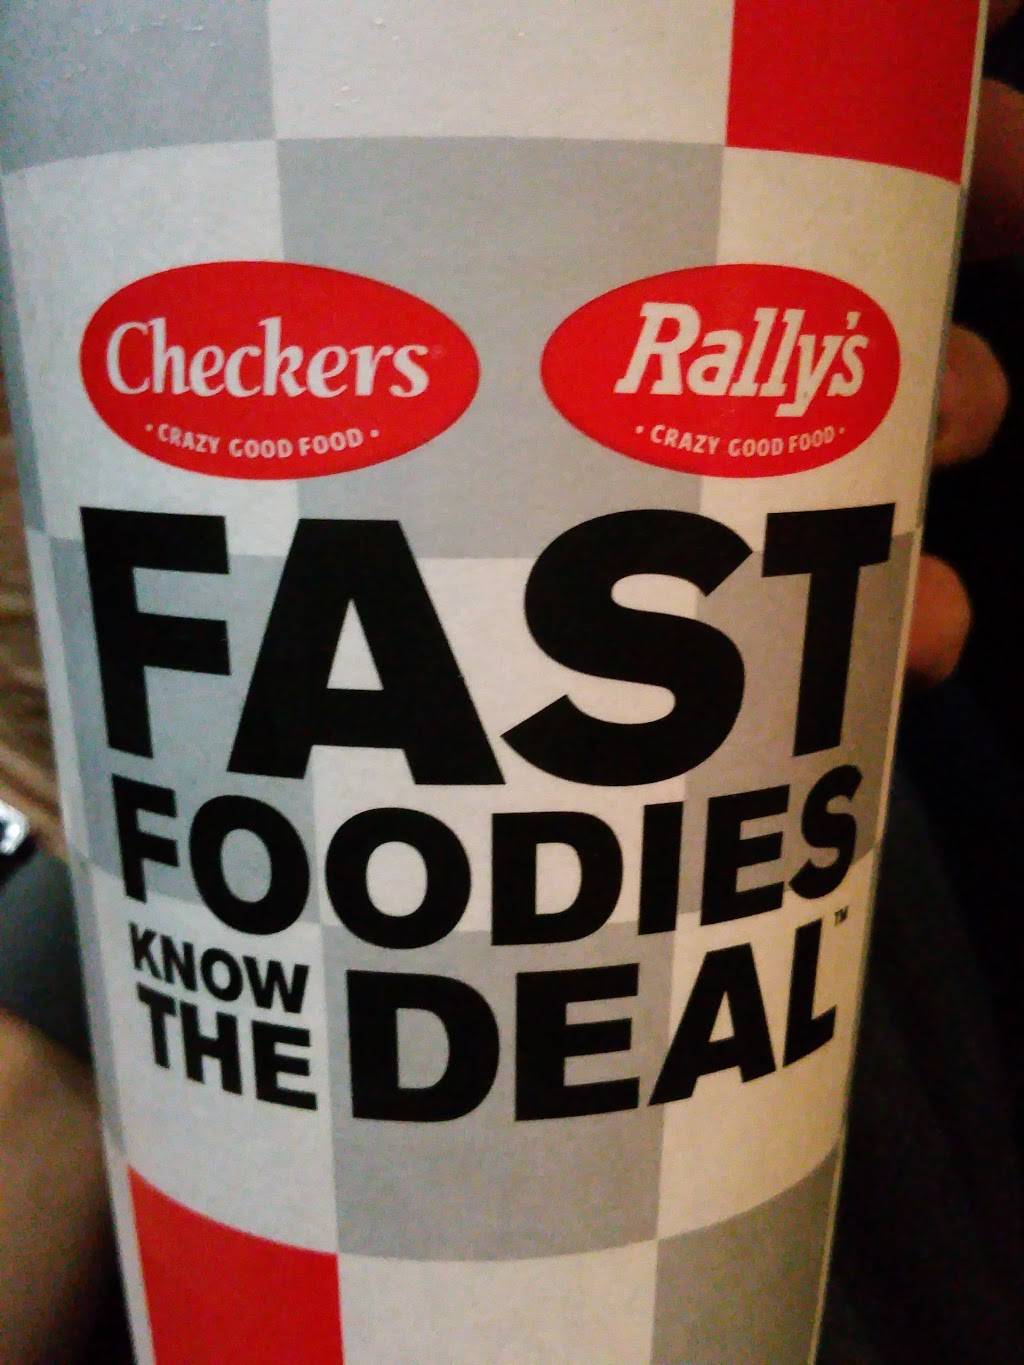 Checkers
• CRAZY GOOD FOOD •
Rally's
• CRAZY GOOD FOOD •
FAST
FOODIES
KNOW
THE DEAL™